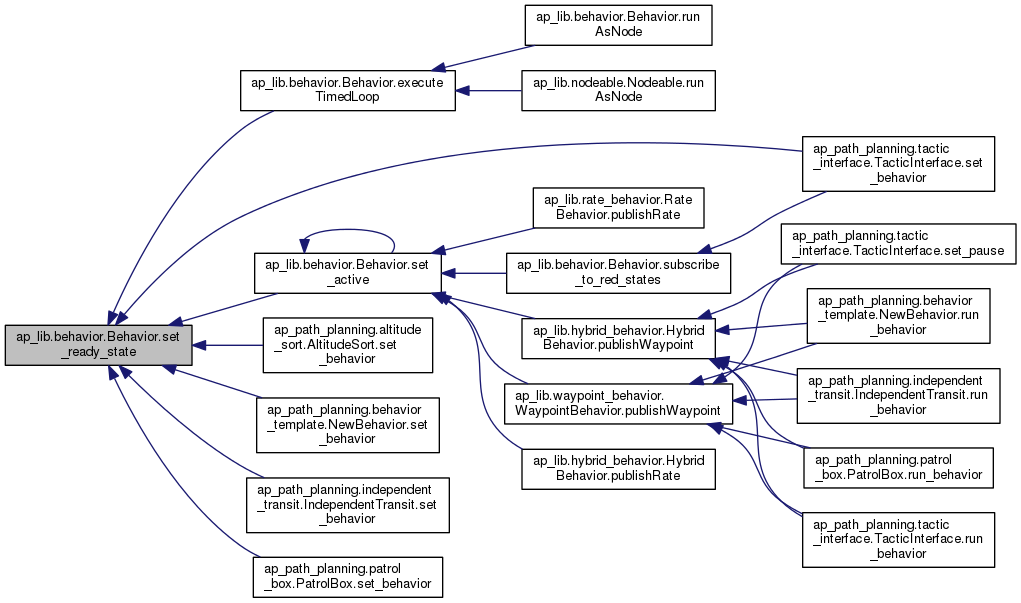 ap_lib.behavior.Behavior.run
AsNode
ap_lib.behavior.Behavior.execute
TimedLoop
ap_lib.nodeable.Nodeable.run
AsNode
ap_path_planning.tactic
_interface.TacticInterface.set
_behavior
ap_lib.rate_behavior.Rate
Behavior.publishRate
ap_path_planning.tactic
_interface.TacticInterface.set_pause
ap_lib.behavior.Behavior.set
_active
ap_lib.behavior.Behavior.subscribe
_to_red_states
ap_path_planning.behavior
_template.NewBehavior.run
_behavior
ap_lib.behavior.Behavior.set
_ready_state
ap_path_planning.altitude
_sort.AltitudeSort.set
_behavior
ap_lib.hybrid_behavior.Hybrid
Behavior.publishWaypoint
ap_path_planning.independent
_transit.IndependentTransit.run
_behavior
ap_lib.waypoint_behavior.
WaypointBehavior.publishWaypoint
ap_path_planning.behavior
_template.NewBehavior.set
_behavior
ap_lib.hybrid_behavior.Hybrid
Behavior.publishRate
ap_path_planning.patrol
_box.PatrolBox.run_behavior
ap_path_planning.independent
_transit.IndependentTransit.set
_behavior
ap_path_planning.tactic
_interface.TacticInterface.run
_behavior
ap_path_planning.patrol
_box.PatrolBox.set_behavior